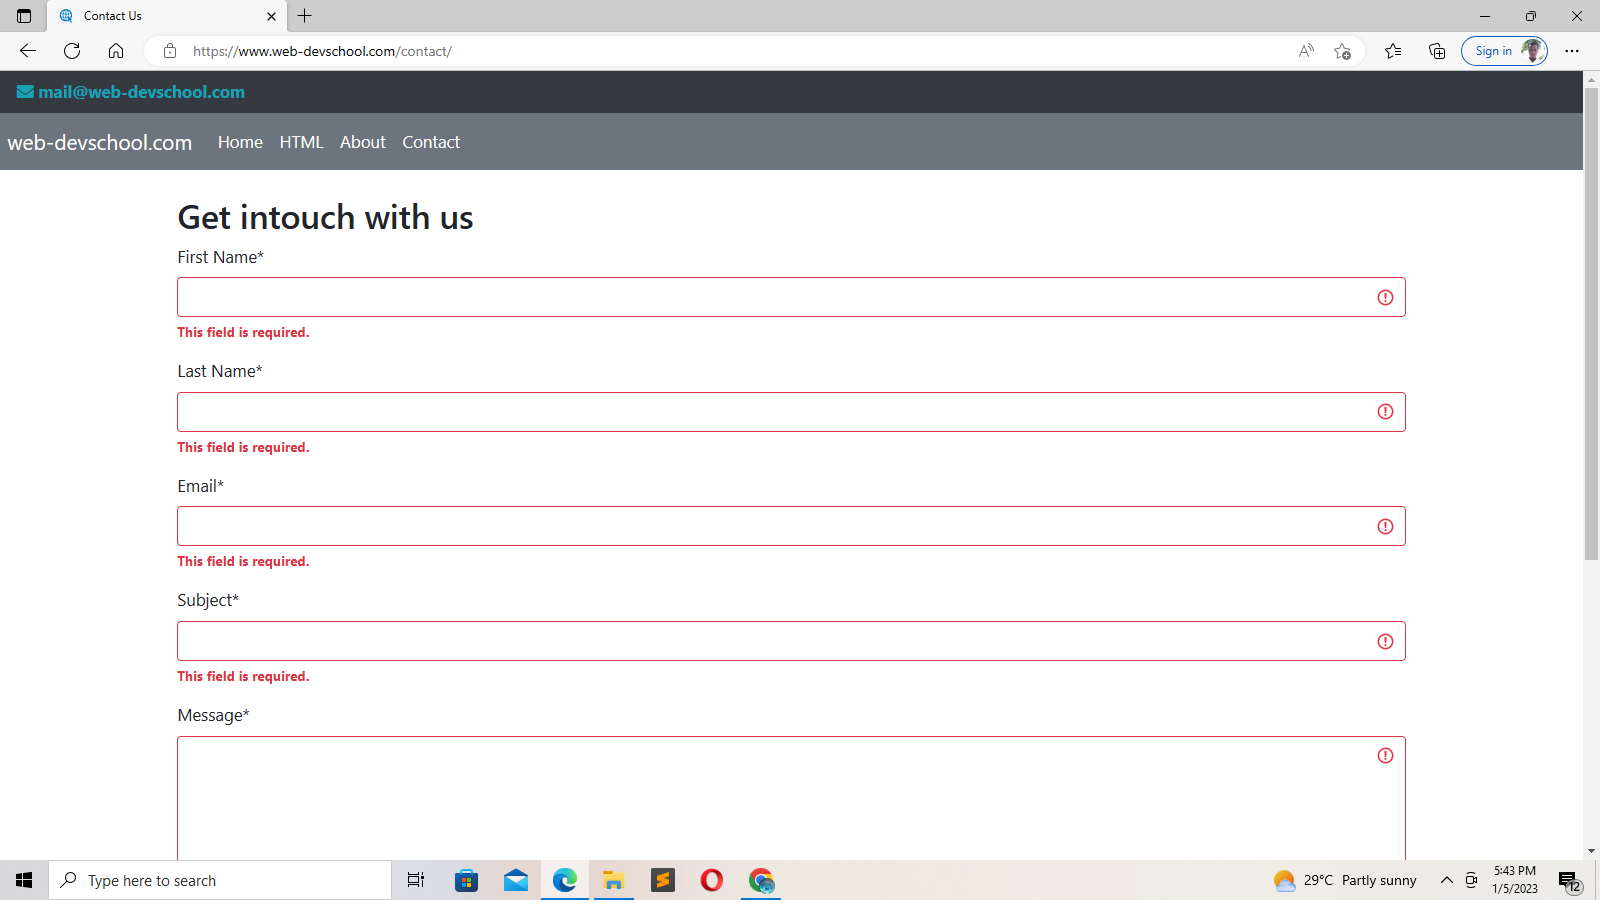 Contact Us
https://www.web-devschool.com/contact/
Sign in
mail@web-devschool.com
web-devschool.com Home HTML About Contact
Get intouch with us
First Name*
This field is required.
Last Name*
This field is required.
Email*
This field is required.
Subject*
This field is required.
Message*
Type here to search
29°C Partly sunny
5:43 PM
1/5/2023
12